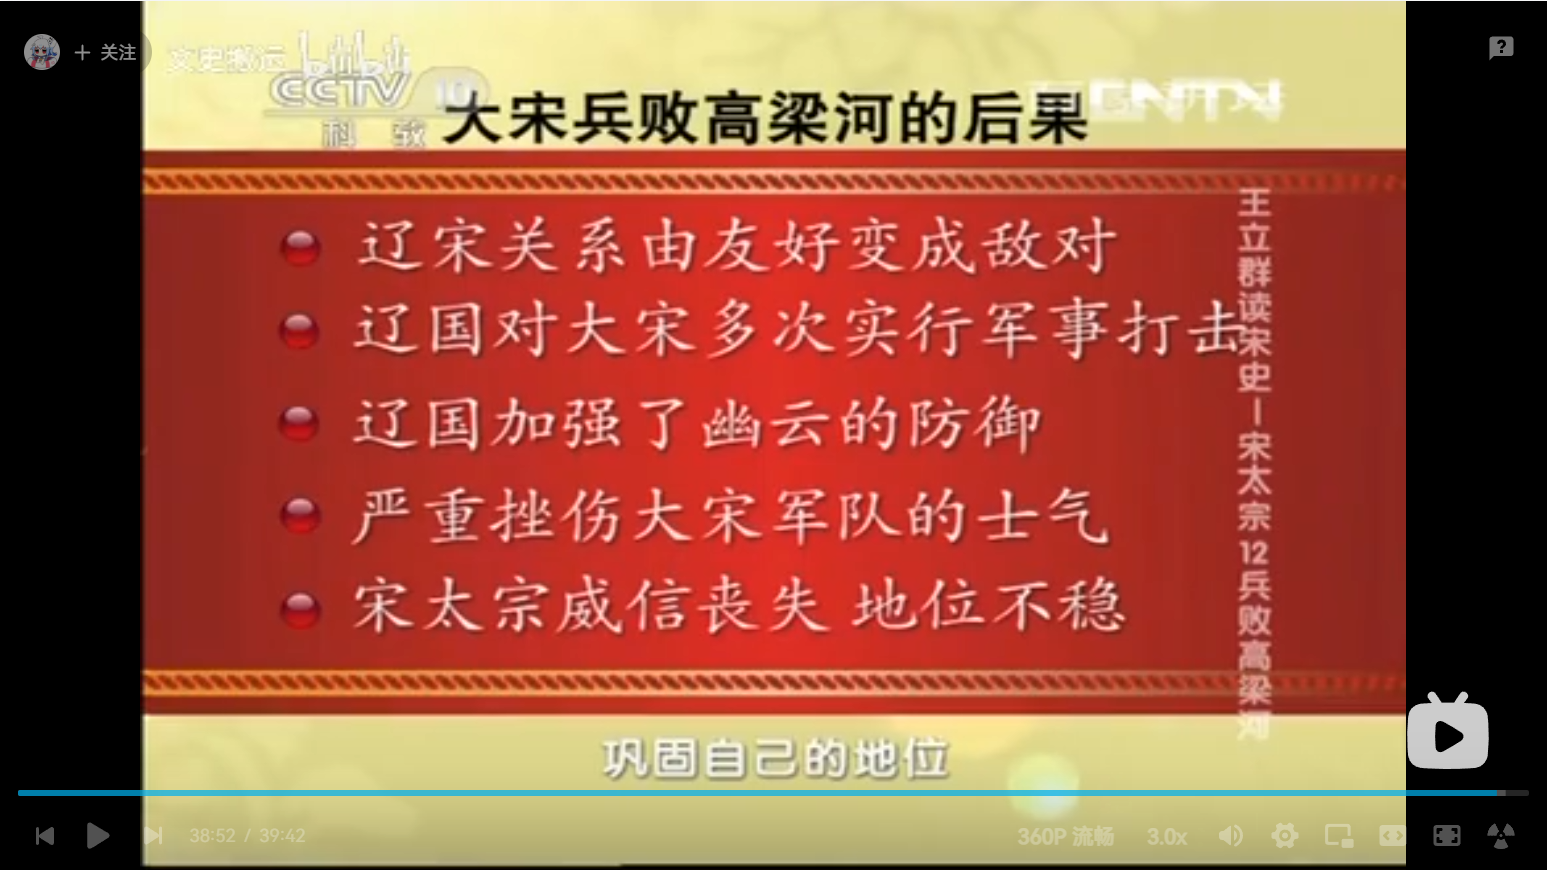 + 关注
文史搬运
bilibili
CCTV 10
科 教
大宋兵败高梁河的后果
辽宋关系由友好变成敌对
辽国对大宋多次实行军事打击
辽国加强了幽云的防御
严重挫伤大宋军队的士气
宋太宗威信丧失 地位不稳
王立群读宋史—宋太宗 12 兵败高梁河
巩固自己的地位
38:52 / 39:42
360P 流畅
3.0x